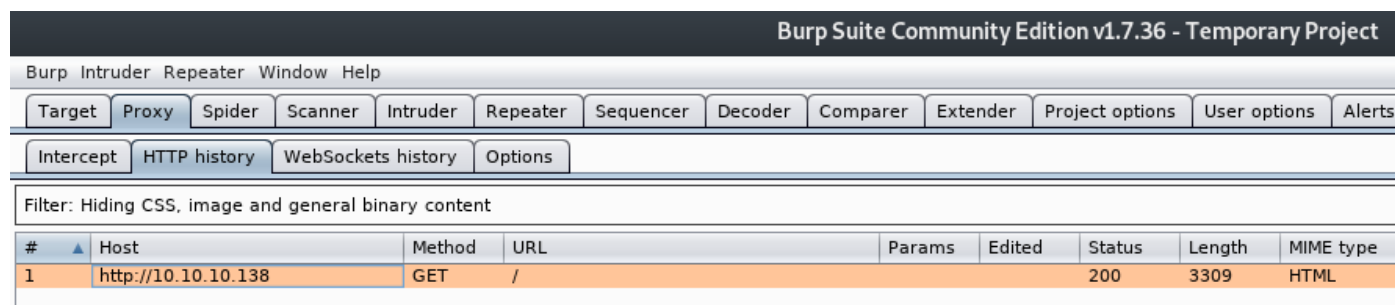 Burp Suite Community Edition v1.7.36 - Temporary Project
Burp Intruder Repeater Window Help
Target Proxy Spider Scanner Intruder Repeater Sequencer Decoder Comparer Extender Project options User options Alerts
Intercept HTTP history WebSockets history Options
Filter: Hiding CSS, image and general binary content
# Host Method URL Params Edited Status Length MIME type
1 http://10.10.10.138 GET / 200 3309 HTML